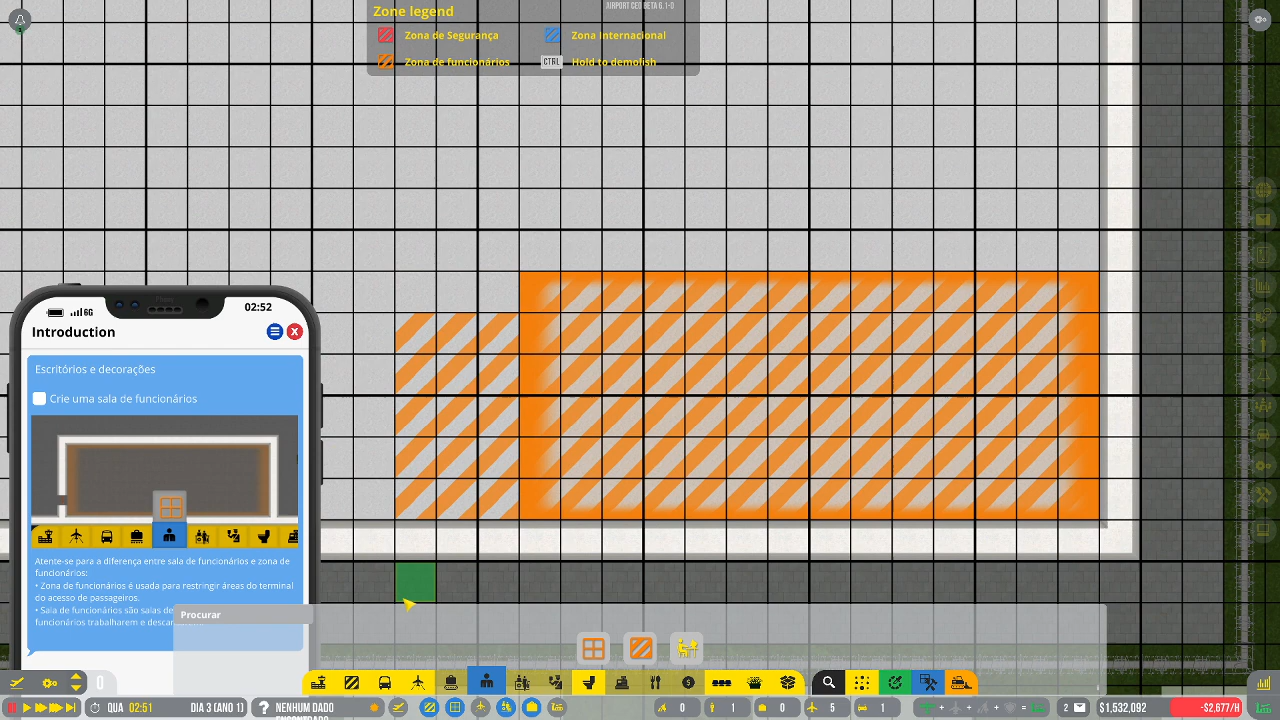 AIRPORT CEO BETA 6.1-0
Zone legend
Zona de Segurança
Zona Internacional
Zona de funcionários
CTRL Hold to demolish
6G
02:52
Introduction
Escritórios e decorações
Crie uma sala de funcionários
Atente-se para a diferença entre sala de funcionários e zona de
funcionários:
• Zona de funcionários é usada para restringir áreas do terminal
do acesso de passageiros.
• Sala de funcionários são salas de
funcionários trabalharem e
Procurar
0
QUA 02:51
DIA 3 (ANO 1)
NENHUM DADO
ENCONTRADO
0
1
0
5
1
2
$1,532,092
-$2,677/H